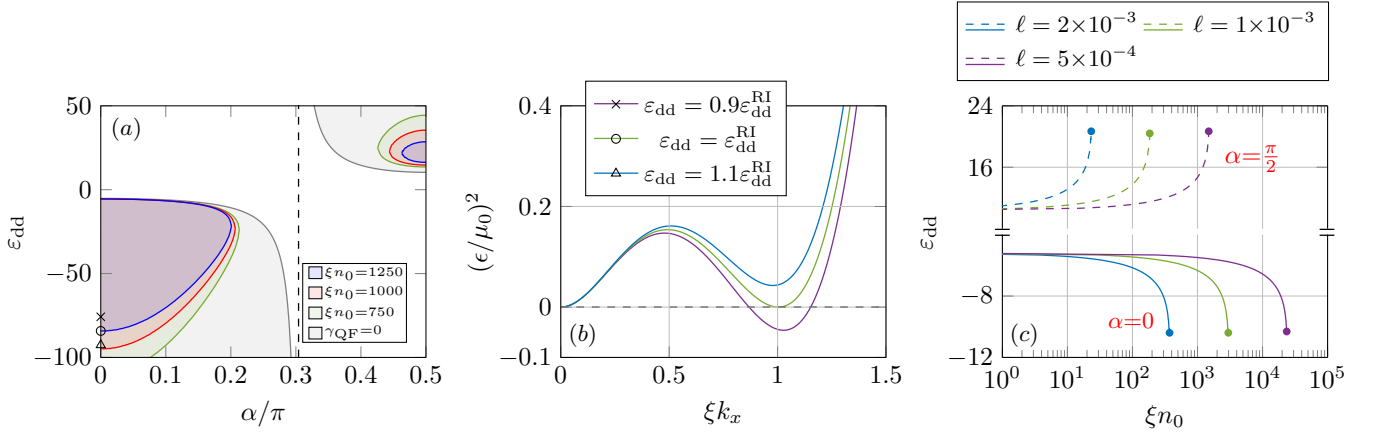 (a)
50
0
−50
−100
ε_dd
0
0.1
0.2
0.3
0.4
0.5
α/π
ξn₀=1250
ξn₀=1000
ξn₀=750
γ_QF=0
ε_dd = 0.9ε_dd^RI
ε_dd = ε_dd^RI
ε_dd = 1.1ε_dd^RI
(b)
0.4
0.2
0
−0.1
(ϵ/μ₀)²
0
0.5
1
1.5
ξk_x
ℓ = 2×10⁻³
ℓ = 1×10⁻³
ℓ = 5×10⁻⁴
24
16
−8
−12
ε_dd
α=π/2
α=0
(c)
10⁰
10¹
10²
10³
10⁴
10⁵
ξn₀